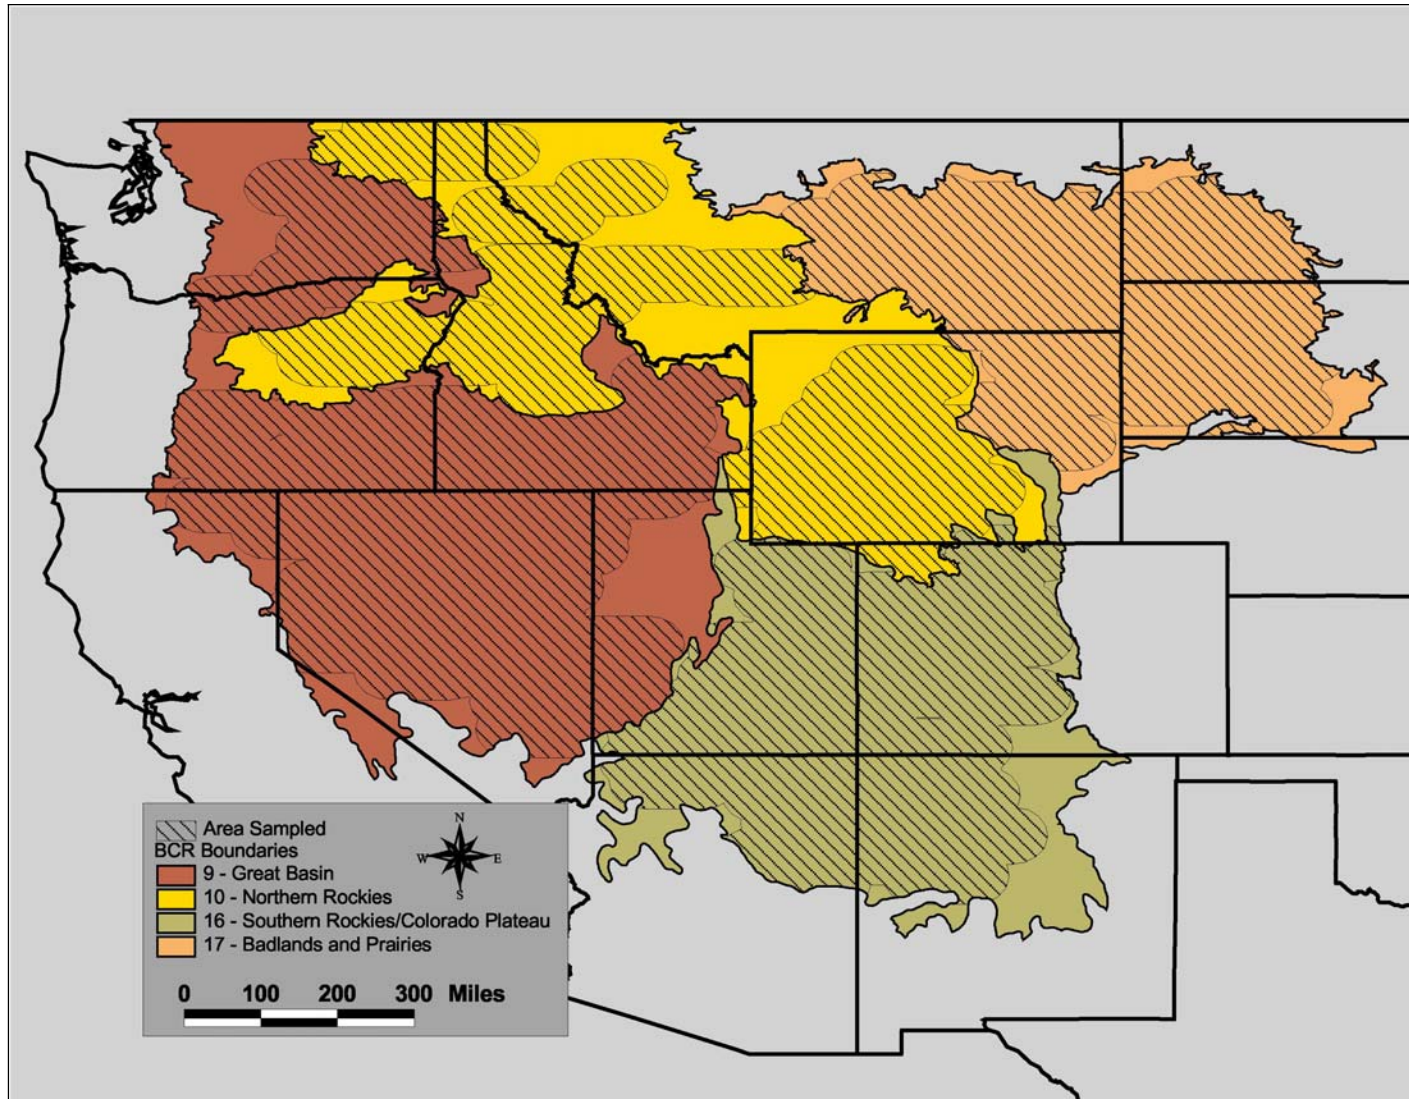 Area Sampled
BCR Boundaries
9 - Great Basin
10 - Northern Rockies
16 - Southern Rockies/Colorado Plateau
17 - Badlands and Prairies
N
W E
S
0 100 200 300 Miles